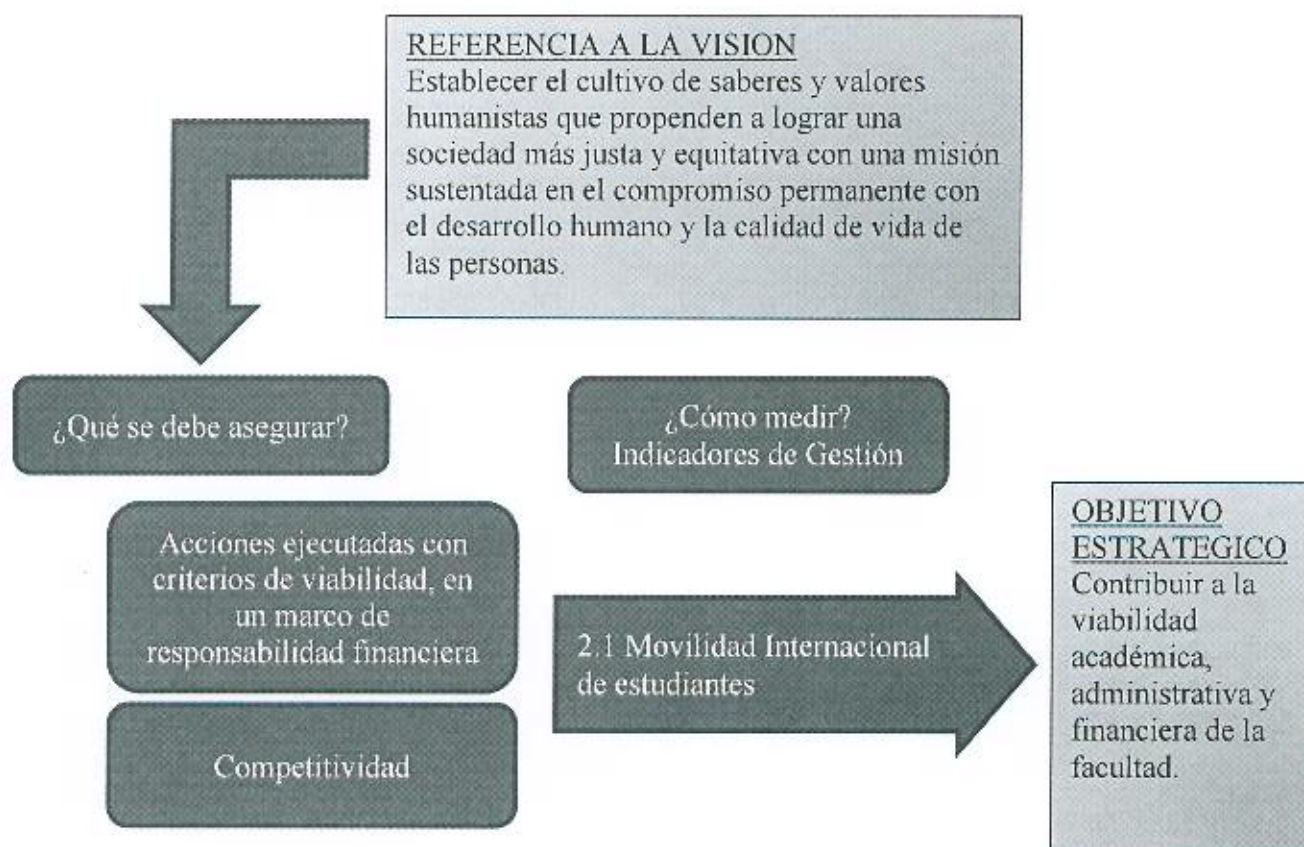 REFERENCIA A LA VISION
Establecer el cultivo de saberes y valores
humanistas que propenden a lograr una
sociedad más justa y equitativa con una misión
sustentada en el compromiso permanente con
el desarrollo humano y la calidad de vida de
las personas.
¿Qué se debe asegurar?
¿Cómo medir?
Indicadores de Gestión
Acciones ejecutadas con
criterios de viabilidad, en
un marco de
responsabilidad financiera
Competitividad
2.1 Movilidad Internacional
de estudiantes
OBJETIVO
ESTRATEGICO
Contribuir a la
viabilidad
académica,
administrativa y
financiera de la
facultad.